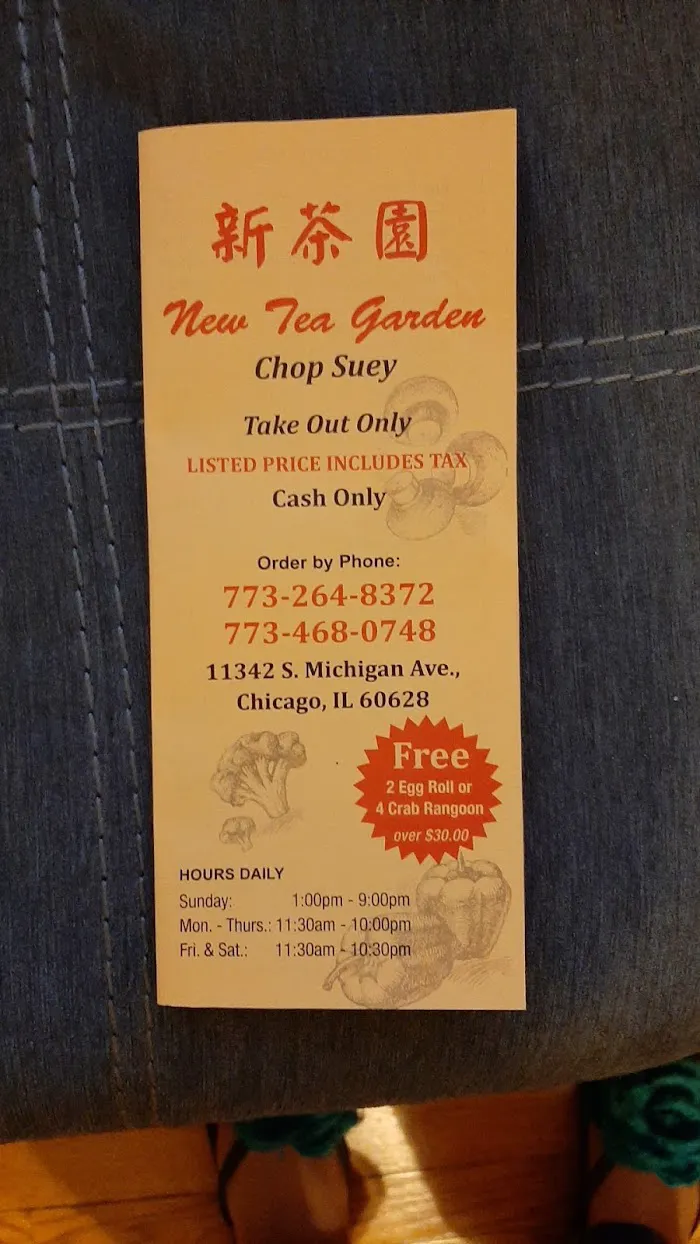 新茶園
New Tea Garden
Chop Suey
Take Out Only
LISTED PRICE INCLUDES TAX
Cash Only
Order by Phone:
773-264-8372
773-468-0748
11342 S. Michigan Ave.,
Chicago, IL 60628
Free
2 Egg Roll or
4 Crab Rangoon
over $30.00
HOURS DAILY
Sunday: 1:00pm - 9:00pm
Mon. - Thurs.: 11:30am - 10:00pm
Fri. & Sat.: 11:30am - 10:30pm